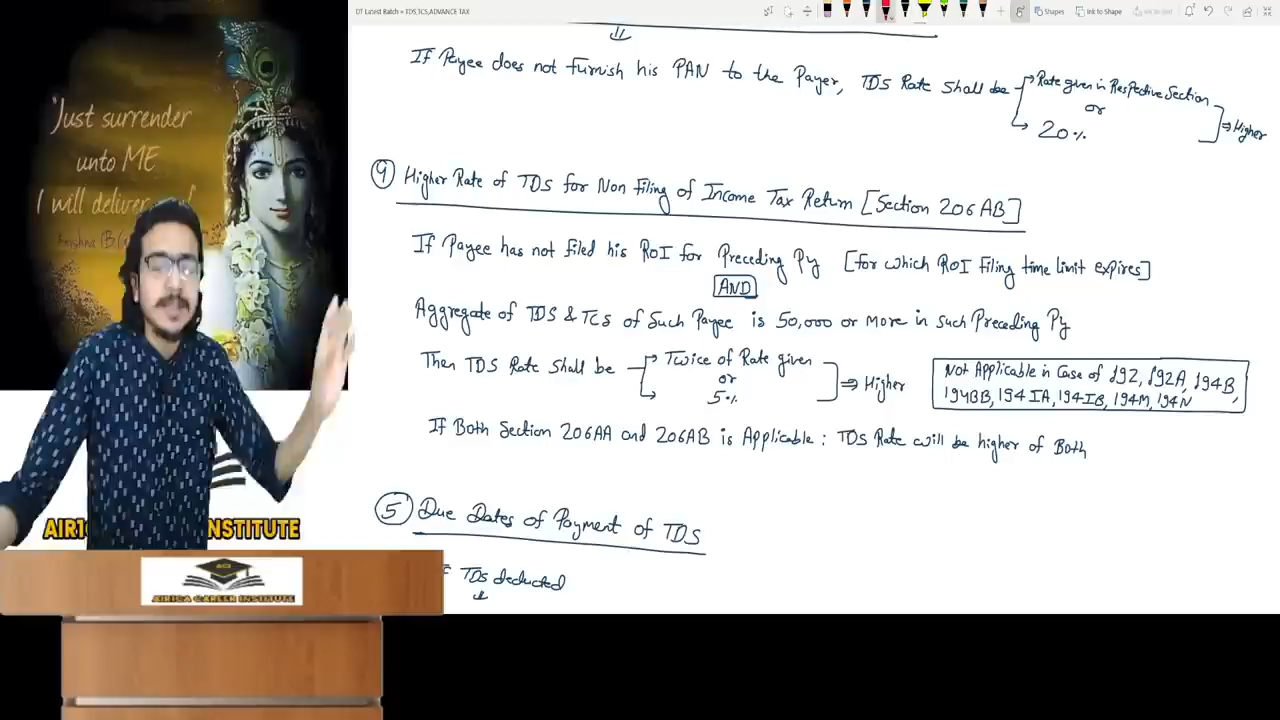 DT Latest Batch = TDS,TCS,ADVANCE TAX
Shapes
Ink to Shape
If Payee does not furnish his PAN to the Payer, TDS Rate shall be
Rate given in Respective Section
or
20%
⇒ Higher
"Just surrender
unto ME
I will deliver
④ Higher Rate of TDS for Non Filing of Income Tax Return [Section 206AB]
If Payee has not filed his RoI for Preceding Py [for which RoI filing time limit expires]
AND
Aggregate of TDS & TCS of Such Payee is 50,000 or more in such Preceding Py
Then TDS Rate shall be
Twice of Rate given
or
5%
⇒ Higher
Not Applicable in Case of 192, 192A, 194B,
194BB, 194IA, 194-IB, 194M, 194N
If Both Section 206AA and 206AB is Applicable : TDS Rate will be higher of Both
⑤ Due Dates of Payment of TDS
TDS deducted
NSTITUTE
ACI
AIR1CA CAREER INSTITUTE